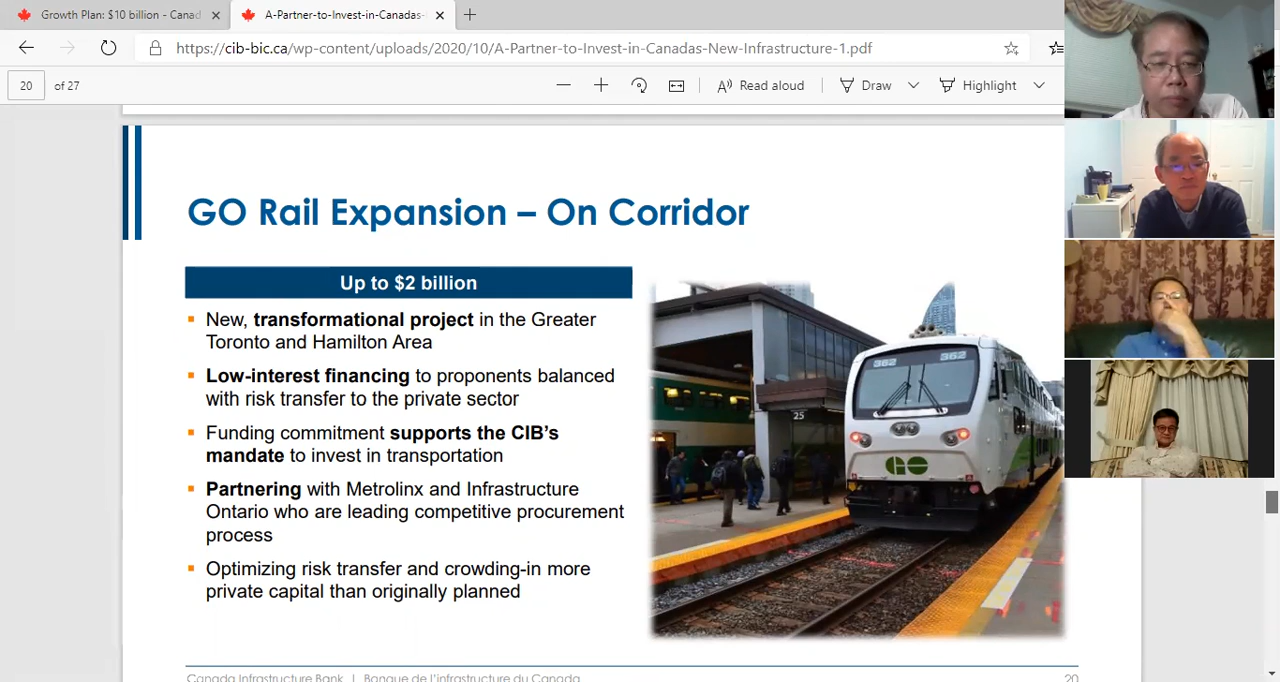 Growth Plan: $10 billion - Canad
A-Partner-to-Invest-in-Canadas-
https://cib-bic.ca/wp-content/uploads/2020/10/A-Partner-to-Invest-in-Canadas-New-Infrastructure-1.pdf
20 of 27
Read aloud
Draw
Highlight
GO Rail Expansion – On Corridor
Up to $2 billion
New, transformational project in the Greater
Toronto and Hamilton Area
Low-interest financing to proponents balanced
with risk transfer to the private sector
Funding commitment supports the CIB's
mandate to invest in transportation
Partnering with Metrolinx and Infrastructure
Ontario who are leading competitive procurement
process
Optimizing risk transfer and crowding-in more
private capital than originally planned
362 362
25
GO
Canada Infrastructure Bank | Banque de l'infrastructure du Canada
20